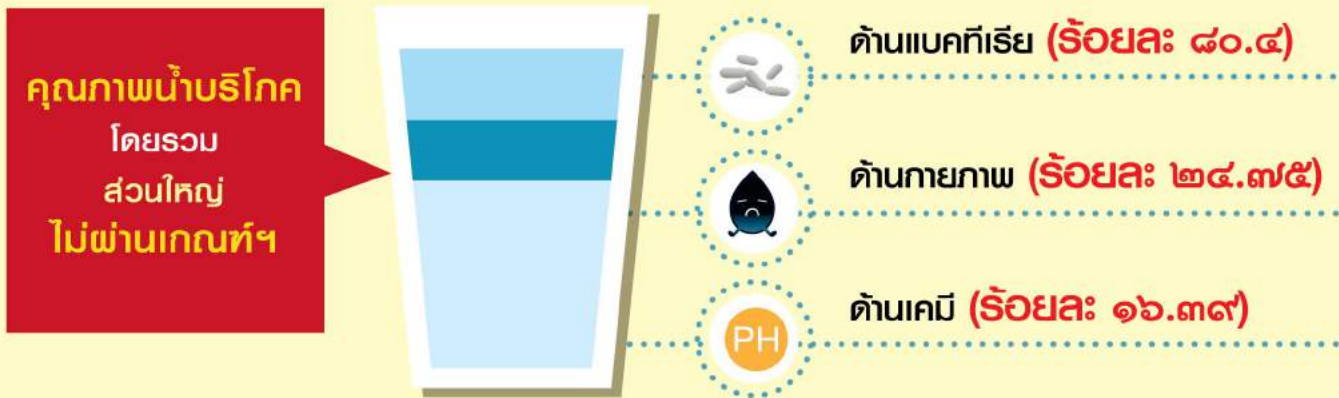 คุณภาพน้ำบริโภค
โดยรวม
ส่วนใหญ่
ไม่ผ่านเกณฑ์ฯ
ด้านแบคทีเรีย (ร้อยละ ๘๐.๔)
ด้านกายภาพ (ร้อยละ ๒๔.๗๕)
PH
ด้านเคมี (ร้อยละ ๑๖.๓๙)